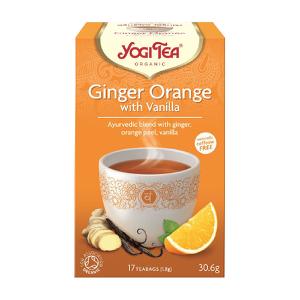 YOGI TEA
ORGANIC
Ginger Orange
with Vanilla
Ayurvedic blend with ginger,
orange peel, vanilla
naturally
caffeine
FREE
ORGANIC
17 TEABAGS (1.8g)
30.6g